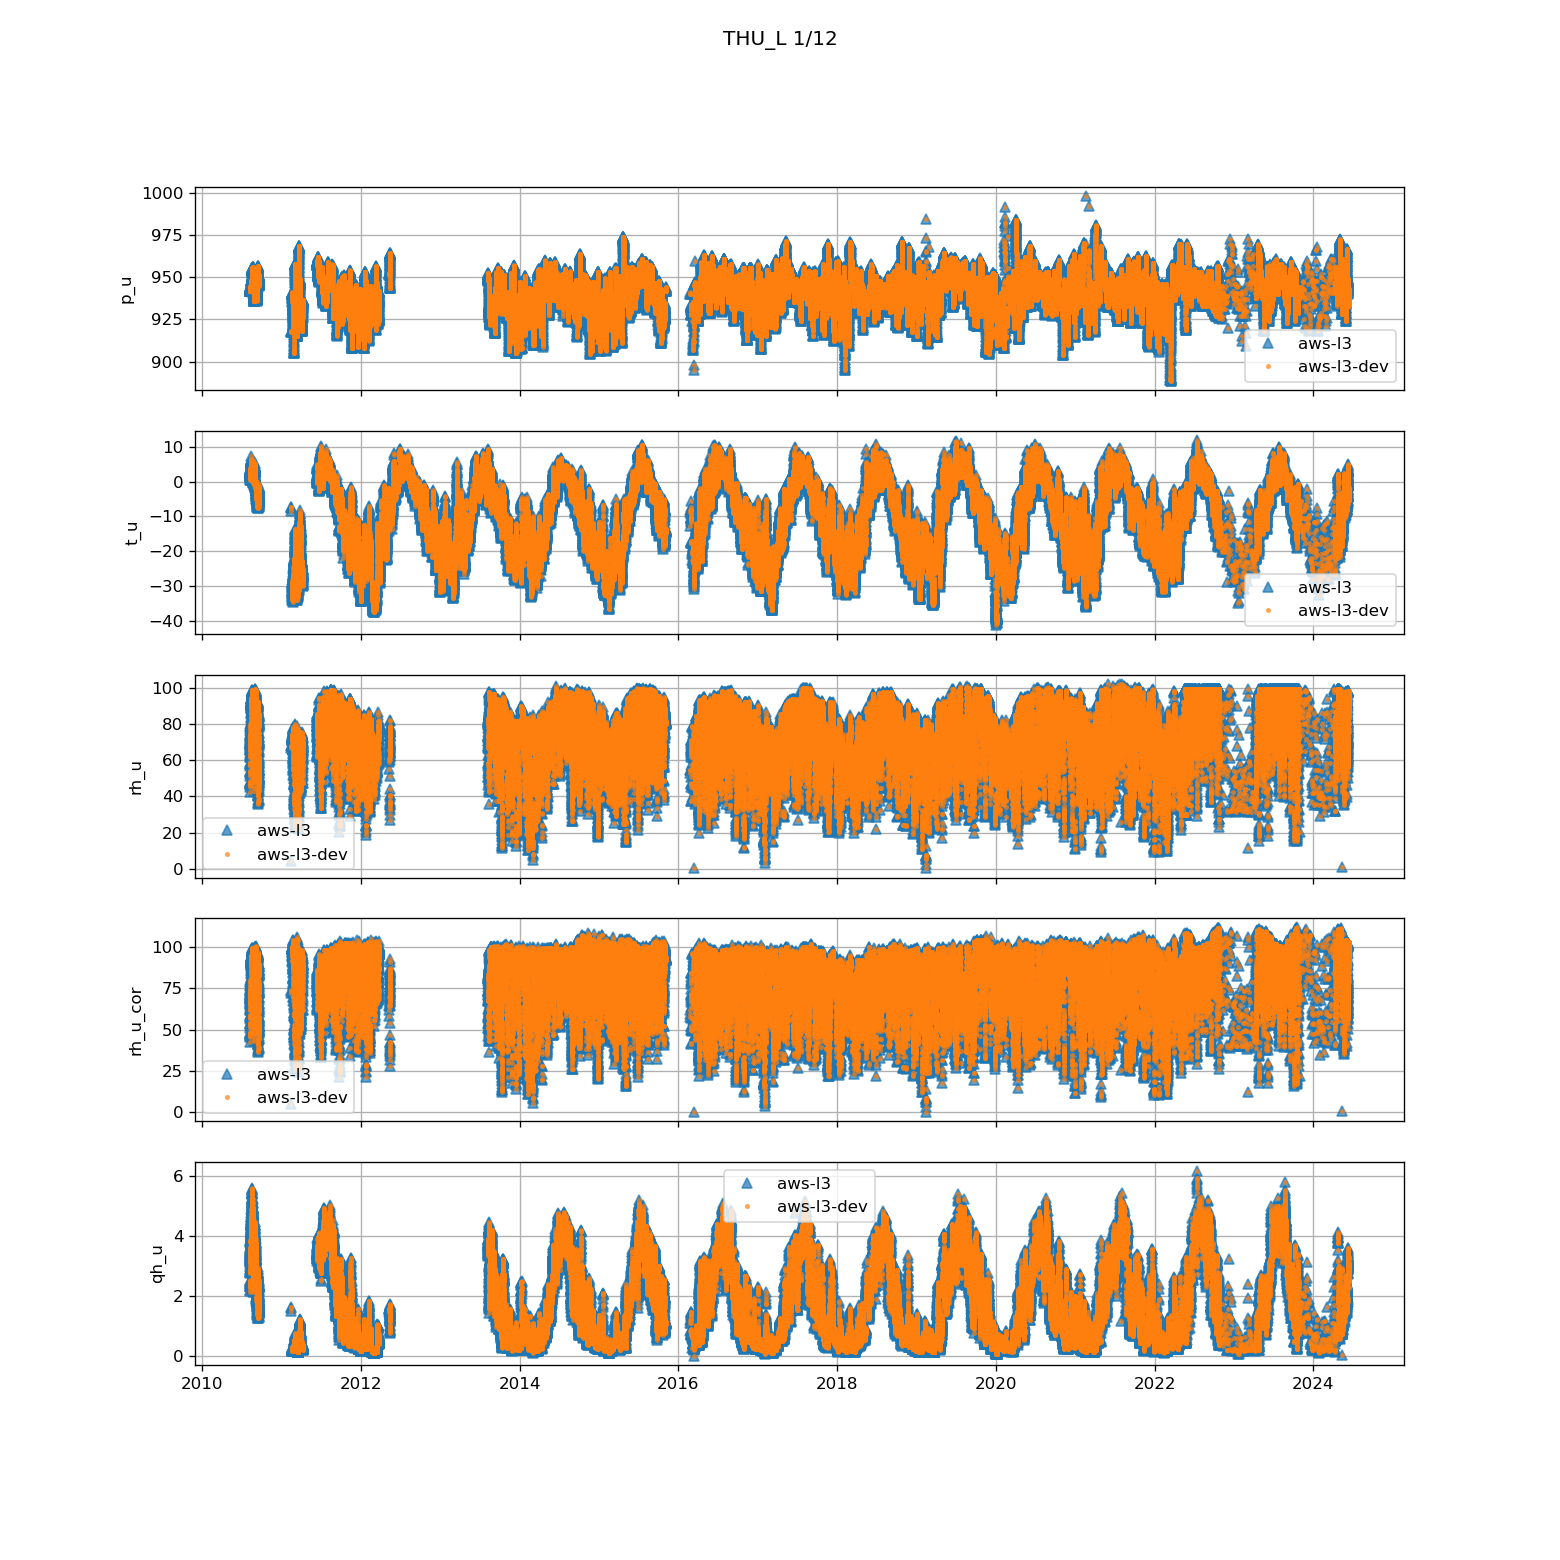 THU_L 1/12
1000
975
950
925
900
p_u
aws-l3
aws-l3-dev
10
0
−10
−20
−30
−40
t_u
aws-l3
aws-l3-dev
100
80
60
40
20
0
rh_u
aws-l3
aws-l3-dev
100
75
50
25
0
rh_u_cor
aws-l3
aws-l3-dev
6
4
2
0
qh_u
aws-l3
aws-l3-dev
2010 2012 2014 2016 2018 2020 2022 2024